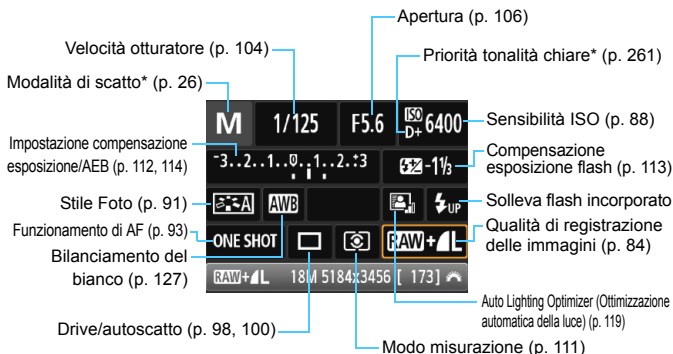 Apertura (p. 106)
Velocità otturatore (p. 104)
Priorità tonalità chiare* (p. 261)
Modalità di scatto* (p. 26)
M 1/125 F5.6 ISO D+ 6400
Sensibilità ISO (p. 88)
Impostazione compensazione
esposizione/AEB (p. 112, 114)
-3..2..1..0..1..2.+3 -1⅓
Compensazione
esposizione flash (p. 113)
Stile Foto (p. 91)
A AWB UP
Solleva flash incorporato
Funzionamento di AF (p. 93)
ONE SHOT RAW+L
Qualità di registrazione
delle immagini (p. 84)
Bilanciamento del
bianco (p. 127)
RAW+L 18M 5184x3456 [ 173]
Auto Lighting Optimizer (Ottimizzazione
automatica della luce) (p. 119)
Drive/autoscatto (p. 98, 100)
Modo misurazione (p. 111)